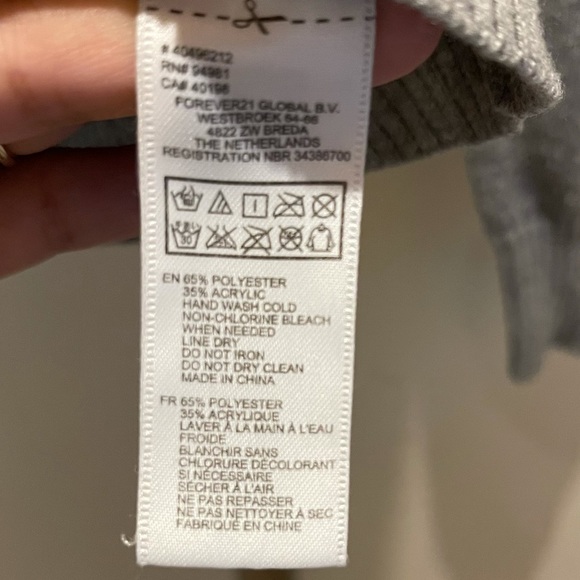 # 40496212
RN# 94981
CA# 40198
FOREVER21 GLOBAL B.V.
WESTBROEK 64-66
4822 ZW BREDA
THE NETHERLANDS
REGISTRATION NBR 34386700
30
EN 65% POLYESTER
35% ACRYLIC
HAND WASH COLD
NON-CHLORINE BLEACH
WHEN NEEDED
LINE DRY
DO NOT IRON
DO NOT DRY CLEAN
MADE IN CHINA
FR 65% POLYESTER
35% ACRYLIQUE
LAVER À LA MAIN À L'EAU
FROIDE
BLANCHIR SANS
CHLORURE DÉCOLORANT
SI NÉCESSAIRE
SÉCHER À L'AIR
NE PAS REPASSER
NE PAS NETTOYER À SEC
FABRIQUÉ EN CHINE